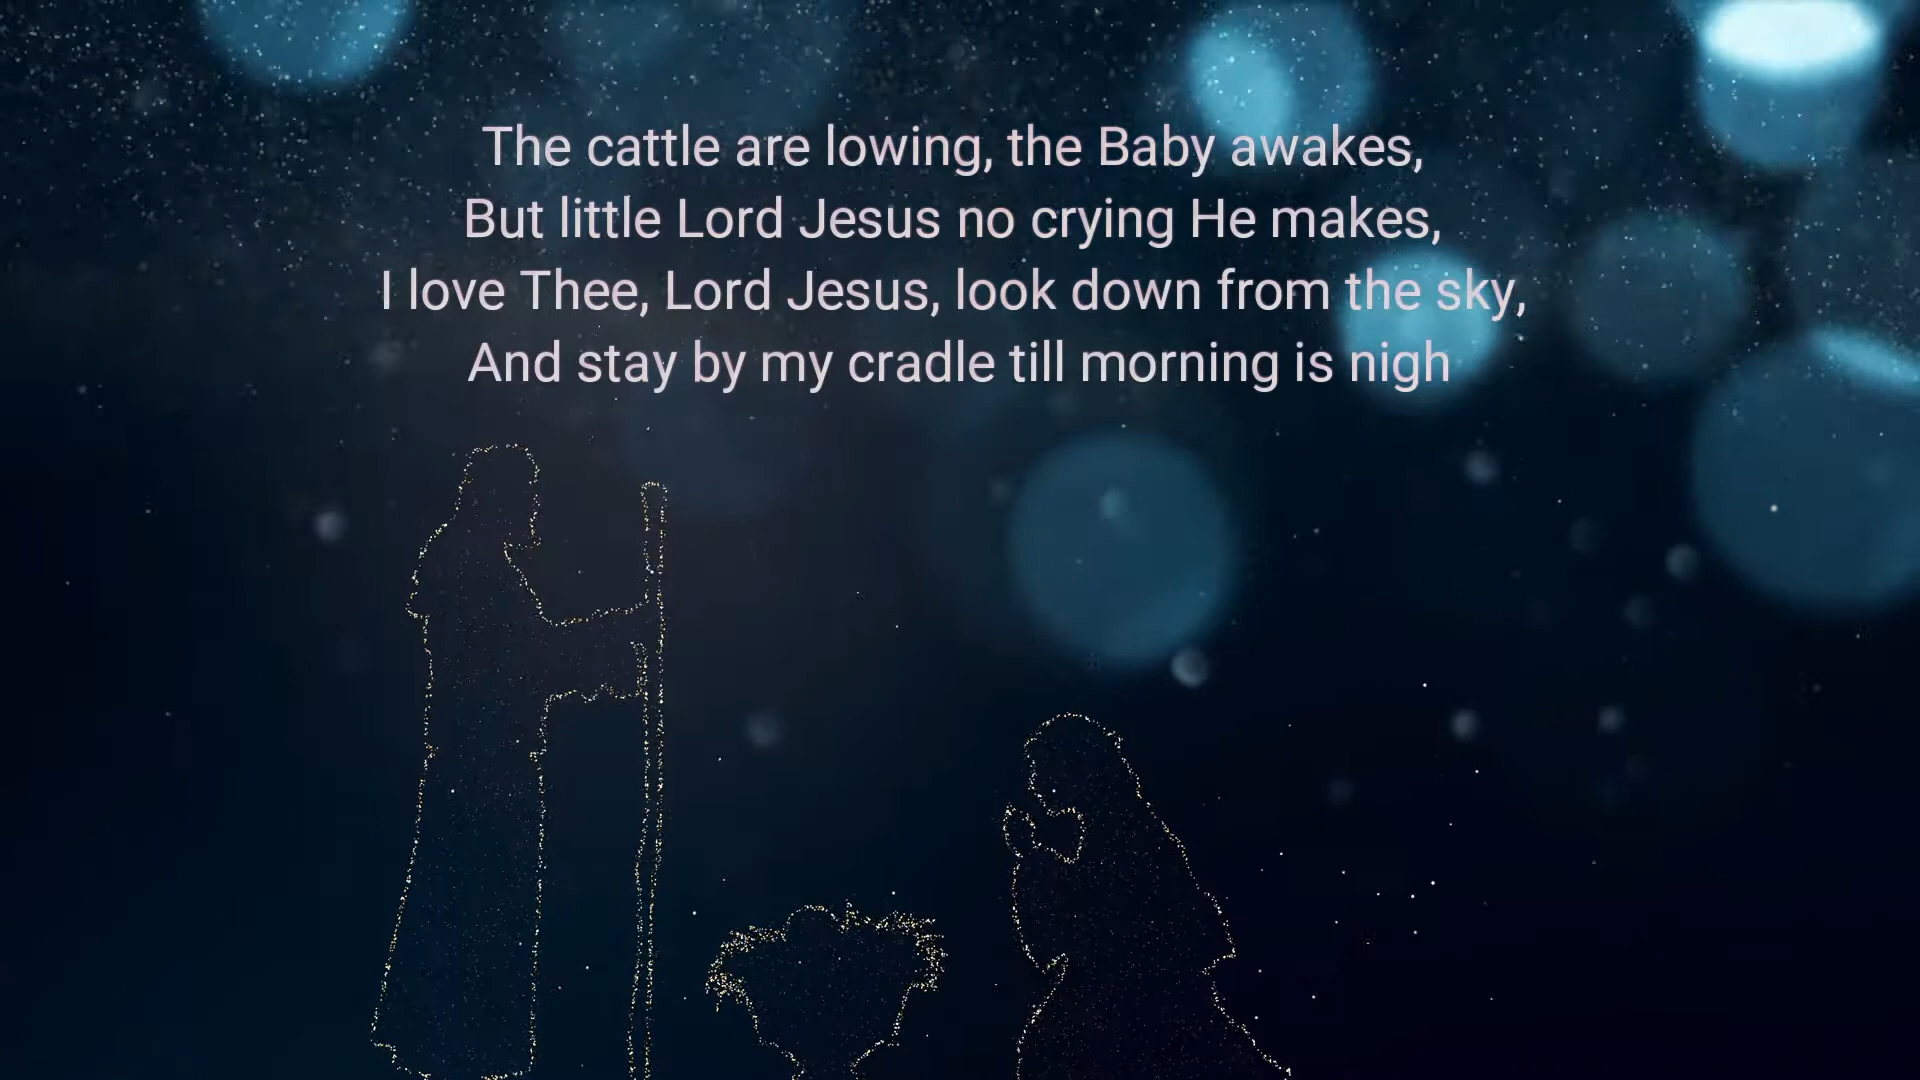 The cattle are lowing, the Baby awakes,
But little Lord Jesus no crying He makes,
I love Thee, Lord Jesus, look down from the sky,
And stay by my cradle till morning is nigh